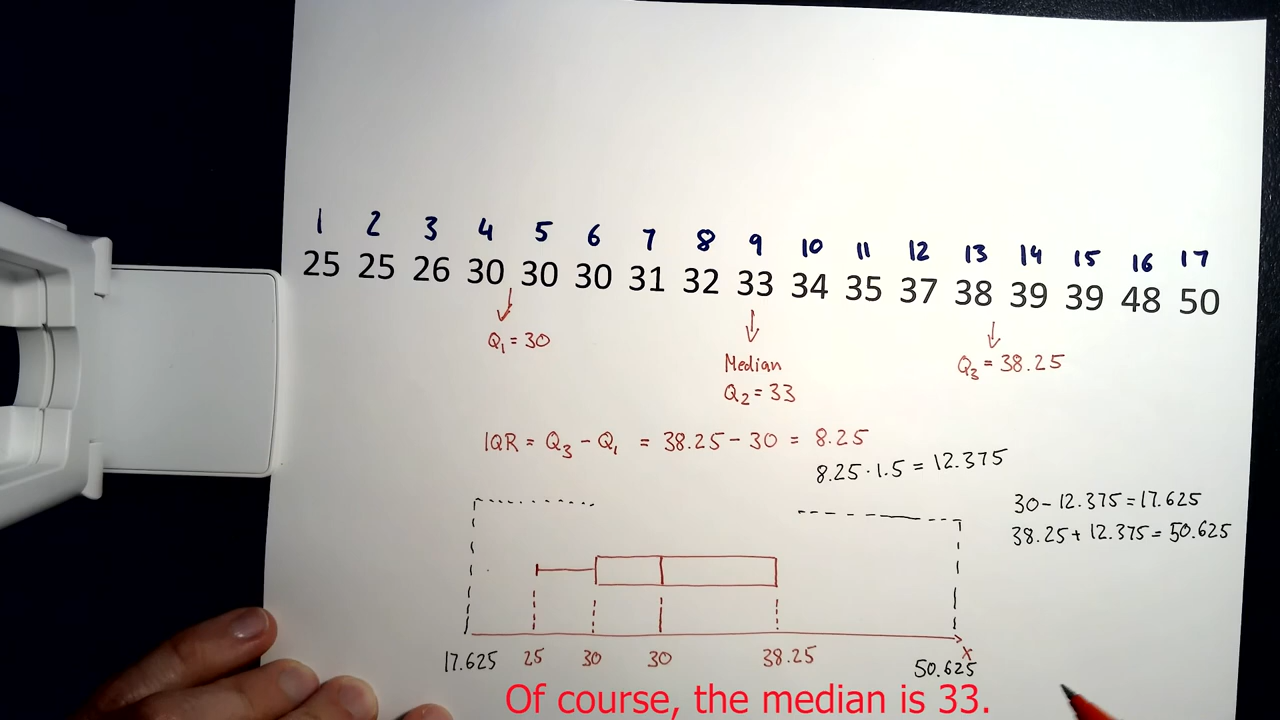 1 2 3 4 5 6 7 8 9 10 11 12 13 14 15 16 17
25 25 26 30 30 30 31 32 33 34 35 37 38 39 39 48 50
Q₁ = 30
Median
Q₂ = 33
Q₃ = 38.25
IQR = Q₃ - Q₁ = 38.25 - 30 = 8.25
8.25 · 1.5 = 12.375
30 - 12.375 = 17.625
38.25 + 12.375 = 50.625
17.625 25 30 30 38.25 50.625 x
Of course, the median is 33.